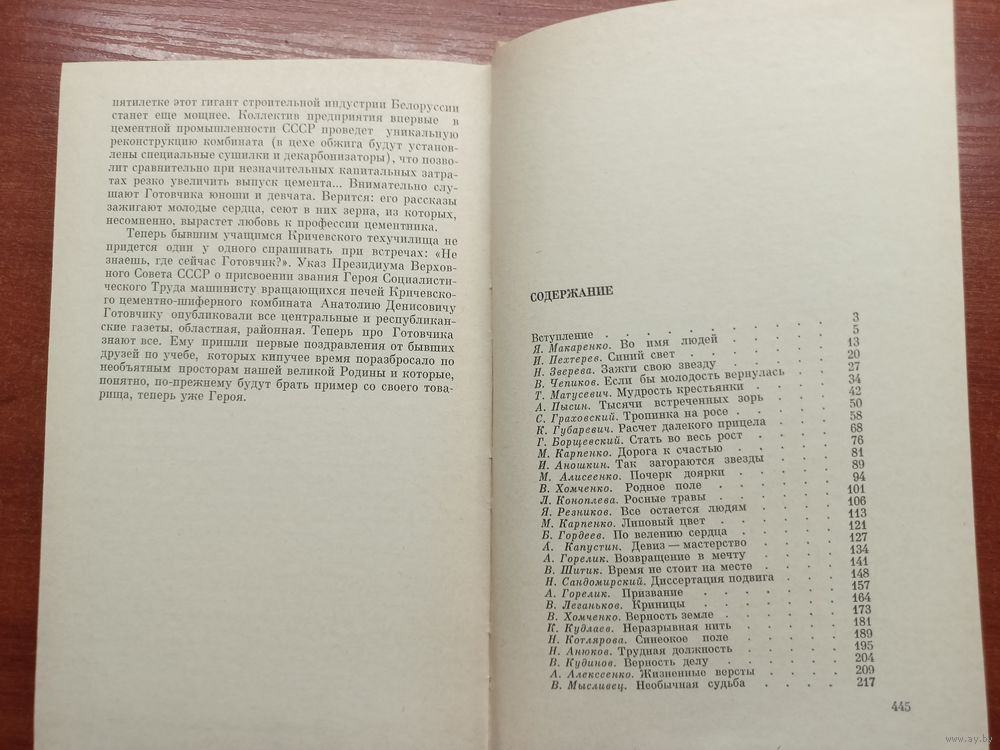 пятилетке этот гигант строительной индустрии Белоруссии
станет еще мощнее. Коллектив предприятия впервые в
цементной промышленности СССР проведет уникальную
реконструкцию комбината (в цехе обжига будут установ-
лены специальные сушилки и декарбонизаторы), что позво-
лит сравнительно при незначительных капитальных затра-
тах резко увеличить выпуск цемента... Внимательно слу-
шают Готовчика юноши и девчата. Верится: его рассказы
зажигают молодые сердца, сеют в них зерна, из которых,
несомненно, вырастет любовь к профессии цементника.
Теперь бывшим учащимся Кричевского техучилища не
придется один у одного спрашивать при встречах: «Не
знаешь, где сейчас Готовчик?». Указ Президиума Верхов-
ного Совета СССР о присвоении звания Героя Социалисти-
ческого Труда машинисту вращающихся печей Кричевско-
го цементно-шиферного комбината Анатолию Денисовичу
Готовчику опубликовали все центральные и республикан-
ские газеты, областная, районная. Теперь про Готовчика
знают все. Ему пришли первые поздравления от бывших
друзей по учебе, которых кипучее время поразбросало по
необъятным просторам нашей великой Родины и которые,
понятно, по-прежнему будут брать пример со своего това-
рища, теперь уже Героя.
СОДЕРЖАНИЕ
Вступление . . . . . . . . . . 3
Я. Макаренко. Во имя людей . . . . . 5
И. Пехтерев. Синий свет . . . . . . 13
Н. Зверева. Зажги свою звезду . . . . . 20
В. Чепиков. Если бы молодость вернулась . . . 27
Т. Матусевич. Мудрость крестьянки . . . . 34
А. Пысин. Тысячи встреченных зорь . . . . 42
С. Граховский. Тропинка на росе . . . . . 50
К. Губаревич. Расчет далекого прицела . . . 58
Г. Борщевский. Стать во весь рост . . . . 68
М. Карпенко. Дорога к счастью . . . . . 76
И. Аношкин. Так загораются звезды . . . . 81
М. Алисеенко. Почерк доярки . . . . . 89
В. Хомченко. Родное поле . . . . . . 94
Л. Коноплева. Росные травы . . . . . 101
Я. Резников. Все остается людям . . . . 106
М. Карпенко. Липовый цвет . . . . . 113
Б. Гордеев. По велению сердца . . . . . 121
А. Капустин. Девиз — мастерство . . . . 127
А. Горелик. Возвращение в мечту . . . . 134
В. Шитик. Время не стоит на месте . . . . 141
Н. Сандомирский. Диссертация подвига . . . 148
А. Горелик. Призвание . . . . . . 157
В. Леганьков. Криницы . . . . . . 164
В. Хомченко. Верность земле . . . . . 173
К. Кудлаев. Неразрывная нить . . . . . 181
Н. Котлярова. Синеокое поле . . . . . 189
Н. Анюков. Трудная должность . . . . . 195
В. Кудинов. Верность делу . . . . . 204
А. Алексеенко. Жизненные версты . . . . 209
В. Мысливец. Необычная судьба . . . . 217
445
www.ay.by